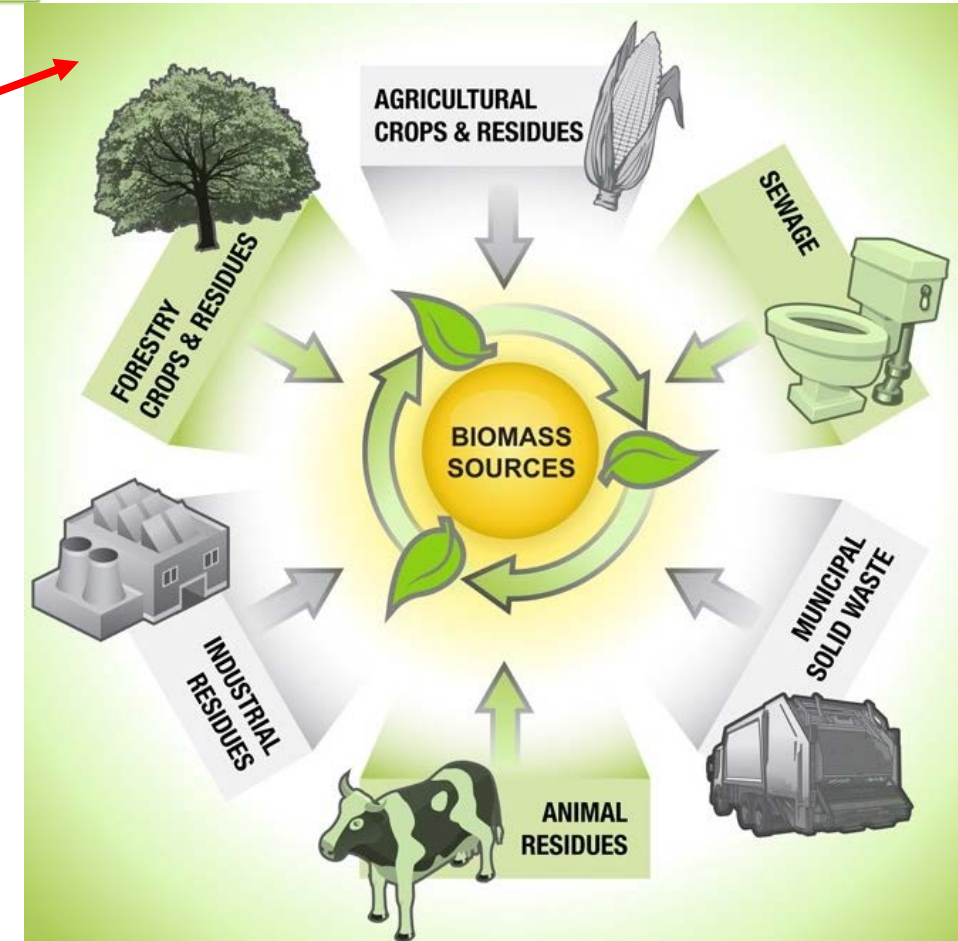 AGRICULTURAL
CROPS & RESIDUES
SEWAGE
FORESTRY
CROPS & RESIDUES
BIOMASS
SOURCES
MUNICIPAL
SOLID WASTE
INDUSTRIAL
RESIDUES
ANIMAL
RESIDUES